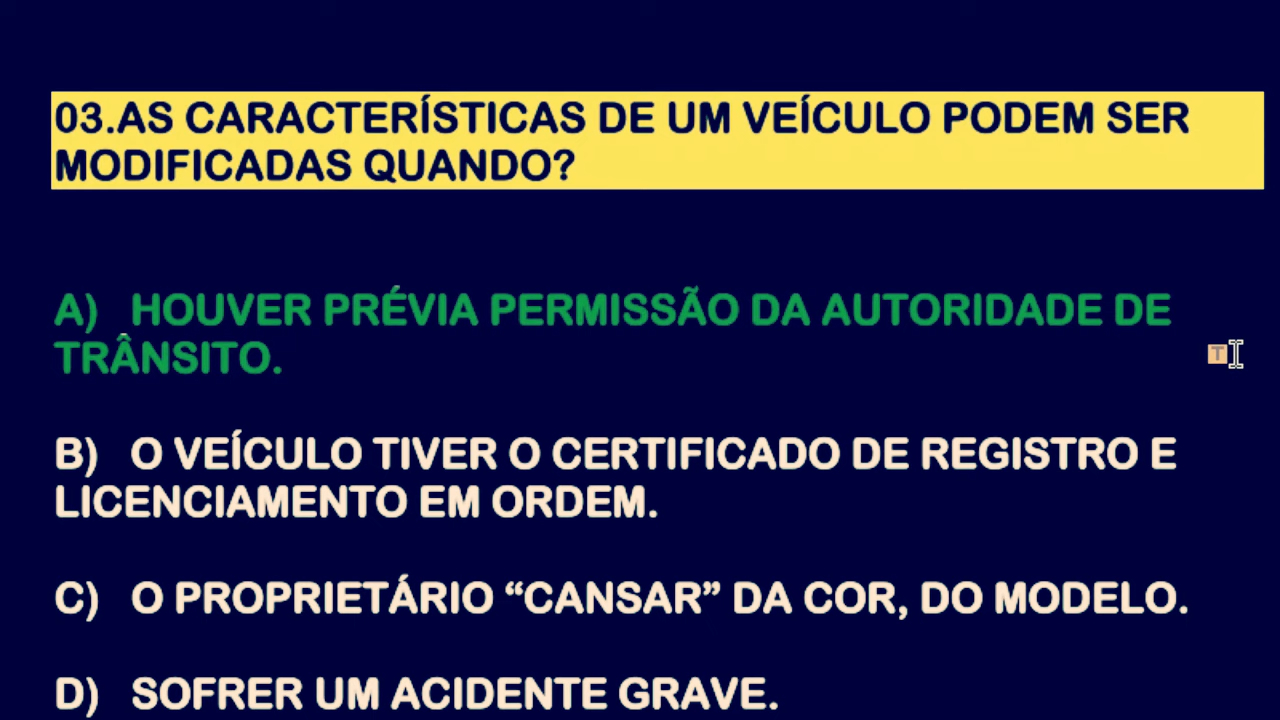 03.AS CARACTERÍSTICAS DE UM VEÍCULO PODEM SER
MODIFICADAS QUANDO?
A) HOUVER PRÉVIA PERMISSÃO DA AUTORIDADE DE
TRÂNSITO.
T
B) O VEÍCULO TIVER O CERTIFICADO DE REGISTRO E
LICENCIAMENTO EM ORDEM.
C) O PROPRIETÁRIO “CANSAR” DA COR, DO MODELO.
D) SOFRER UM ACIDENTE GRAVE.